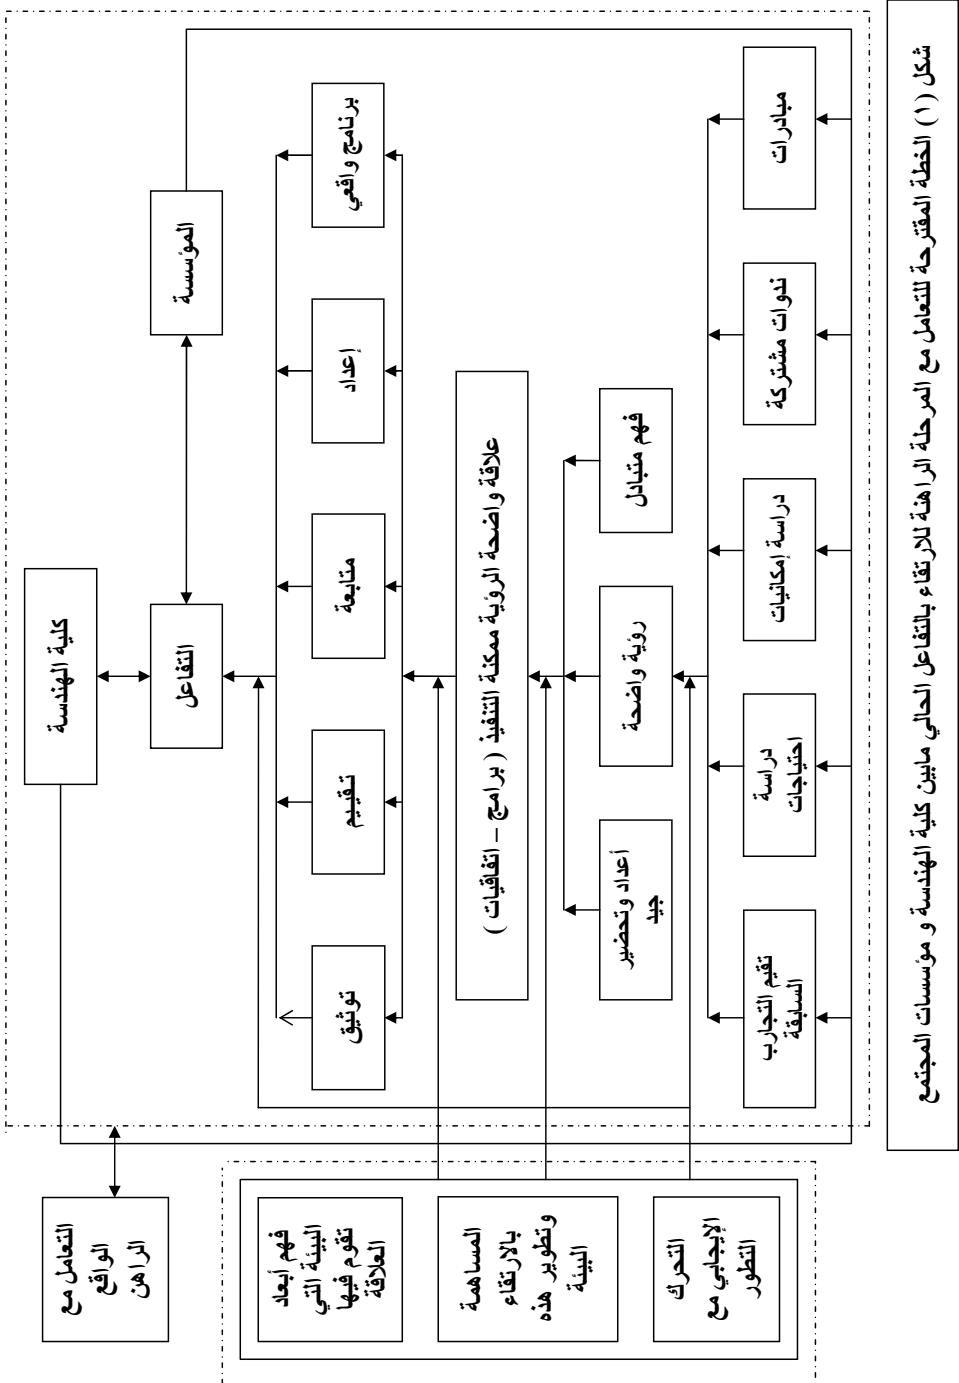 كلية الهندسة
التفاعل
المؤسسة
توثيق
تقييم
متابعة
أعداد
برنامج واقعي
علاقة واضحة الرؤية ممكنة التنفيذ ( برامج – اتفاقيات )
أعداد وتحضير
جيد
رؤية واضحة
فهم متبادل
تقيم التجارب
السابقة
دراسة
احتياجات
دراسة إمكانيات
ندوات مشتركة
مبادرات
التعامل مع
الواقع
الراهن
فهم أبعاد
البيئة التي
تقوم فيها
العلاقة
المساهمة
بالارتقاء
وتطوير هذه
البيئة
التحرك
الإيجابي مع
التطور
شكل (١) الخطة المقترحة للتعامل مع المرحلة الراهنة للارتقاء بالتفاعل الحالي مابين كلية الهندسة و مؤسسات المجتمع